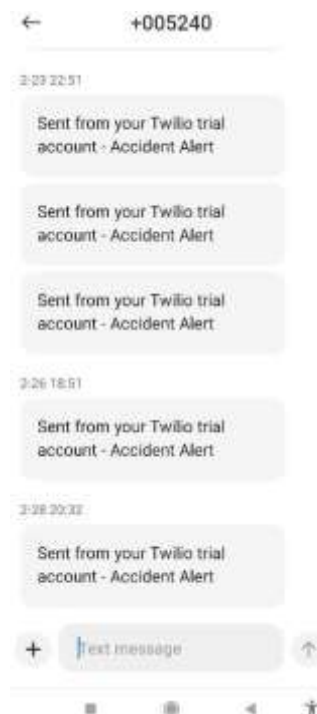 +005240
2-23 22:51
Sent from your Twilio trial
account - Accident Alert
Sent from your Twilio trial
account - Accident Alert
Sent from your Twilio trial
account - Accident Alert
2-26 18:51
Sent from your Twilio trial
account - Accident Alert
2-28 20:32
Sent from your Twilio trial
account - Accident Alert
Text message